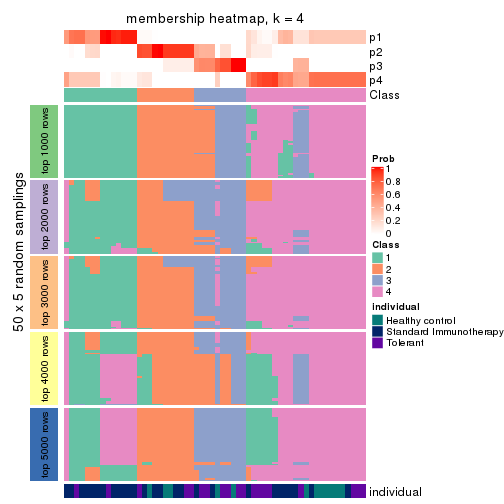 membership heatmap, k = 4
p1
p2
p3
p4
Class
50 x 5 random samplings
top 1000 rows
top 2000 rows
top 3000 rows
top 4000 rows
top 5000 rows
individual
Prob
1
0.8
0.6
0.4
0.2
0
Class
1
2
3
4
individual
Healthy control
Standard Immunotherapy
Tolerant